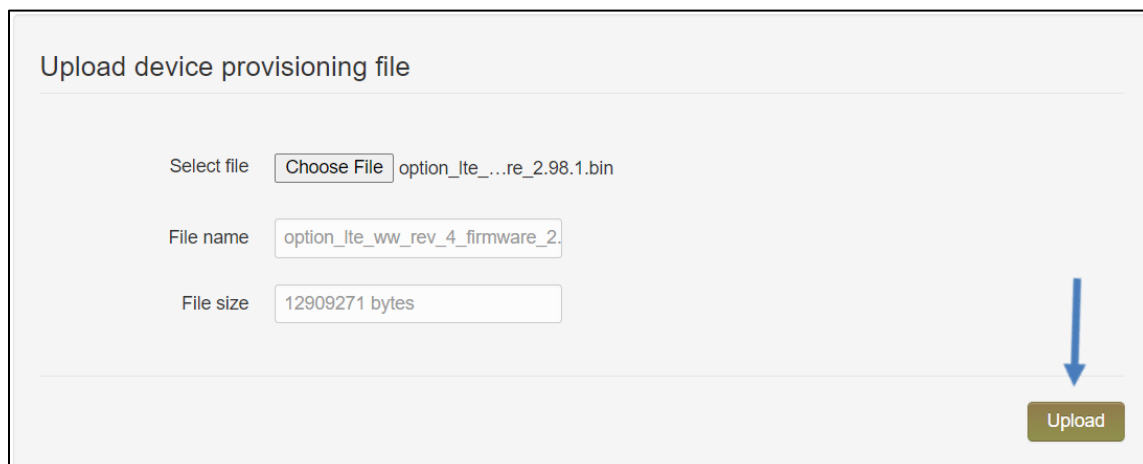 Upload device provisioning file
Select file Choose File option_lte_...re_2.98.1.bin
File name option_lte_ww_rev_4_firmware_2.
File size 12909271 bytes
Upload